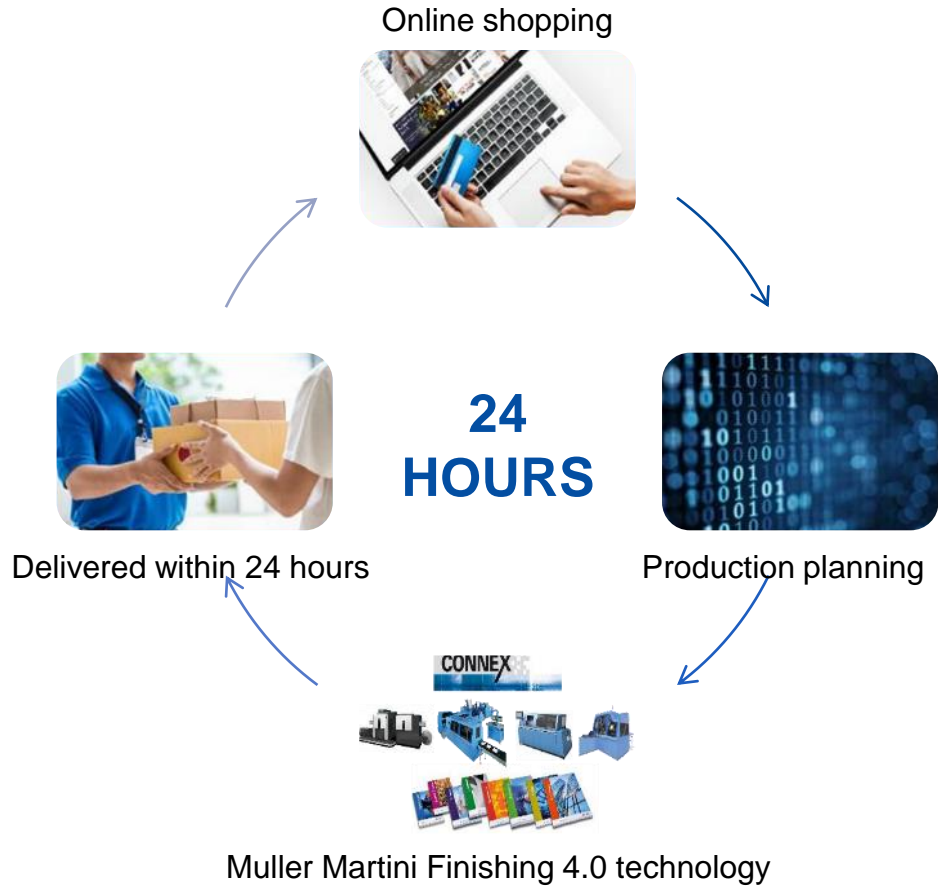 Online shopping
24
HOURS
Delivered within 24 hours
Production planning
CONNEX
Muller Martini Finishing 4.0 technology